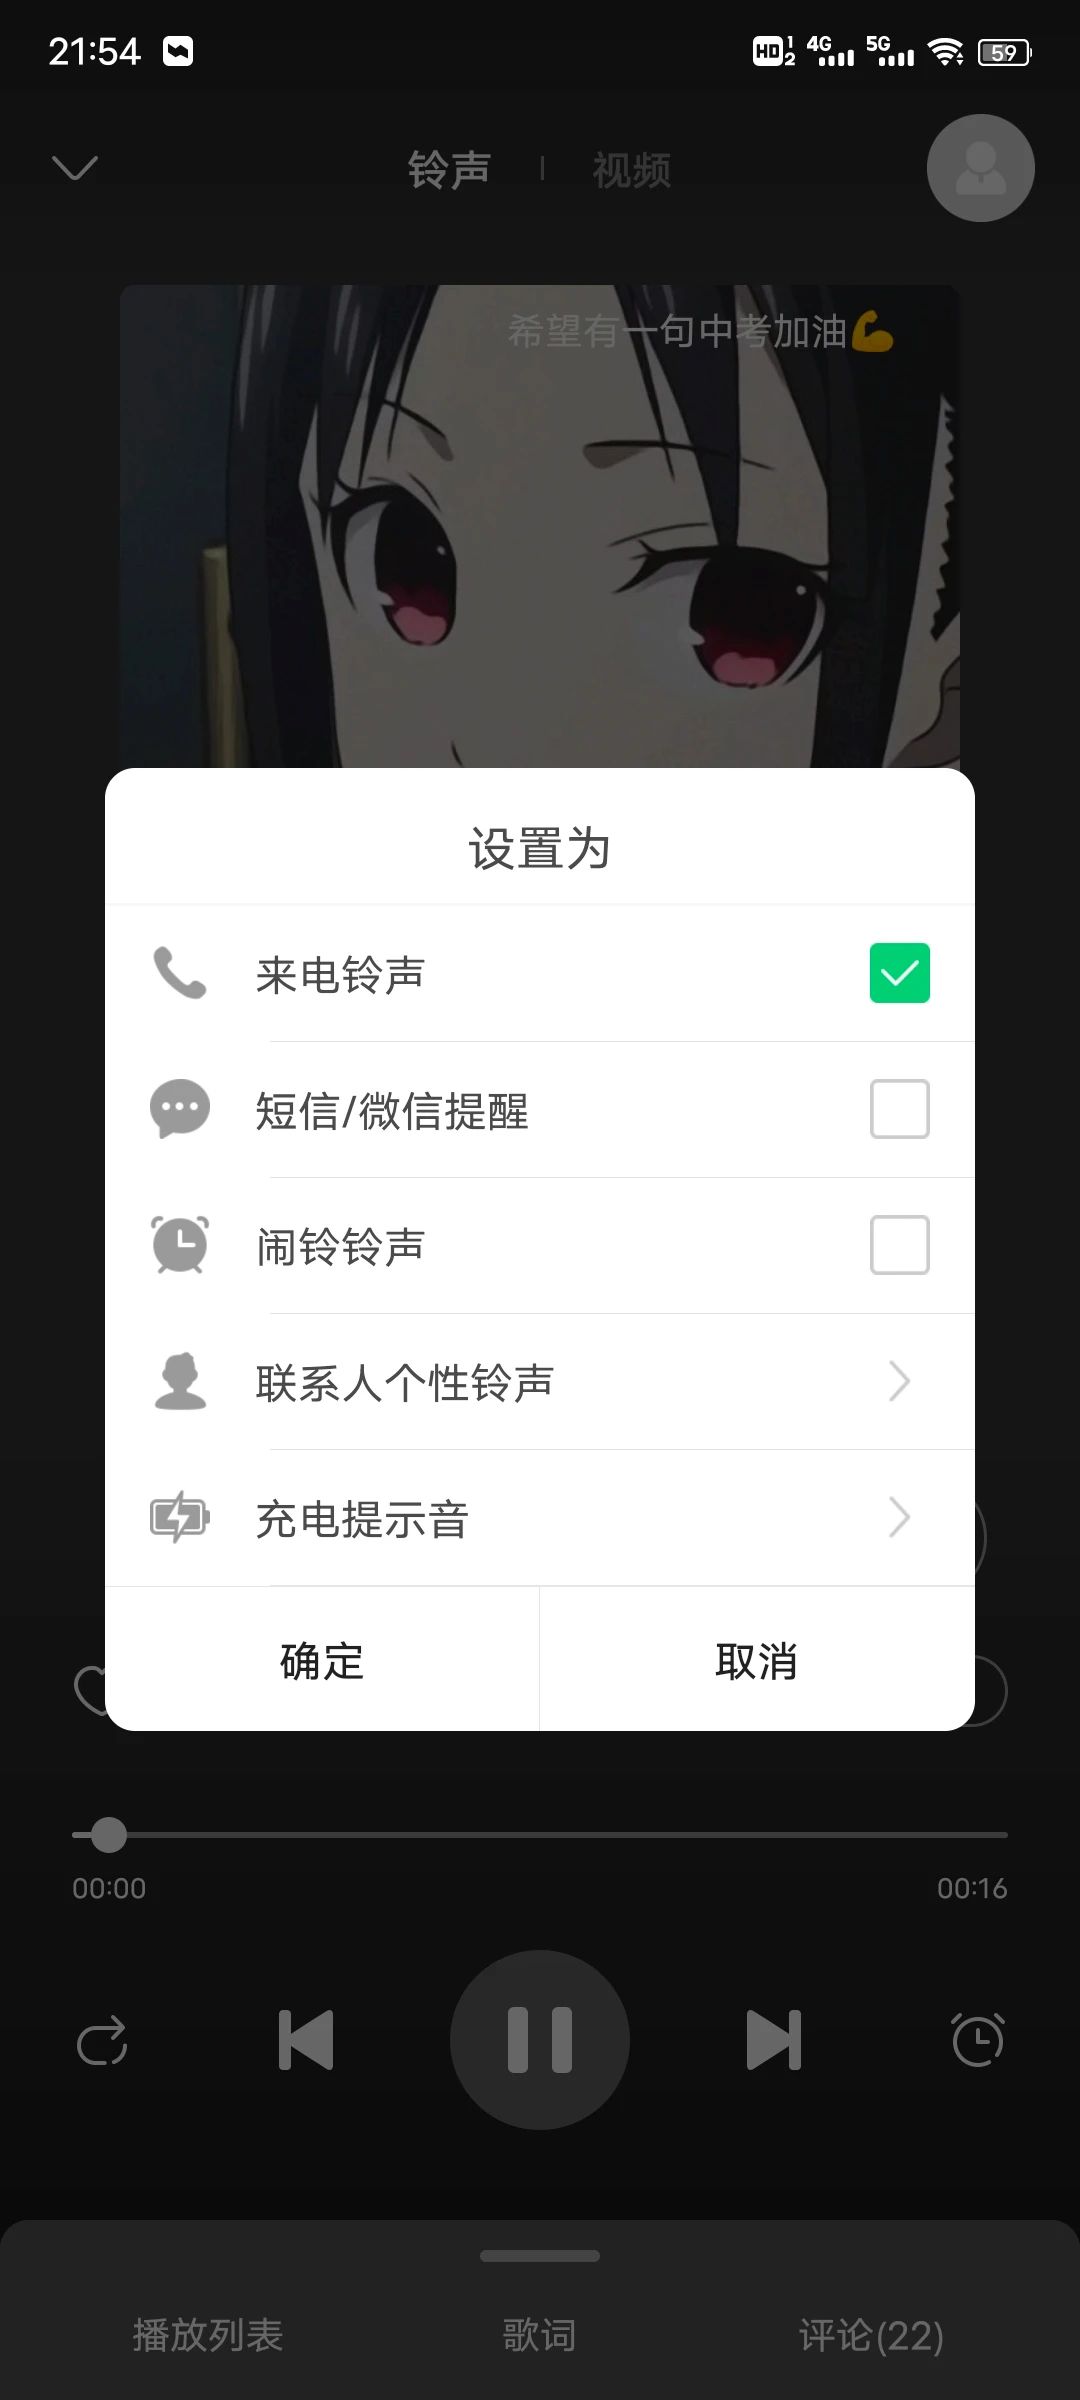 21:54
HD 1 2 4G 5G 59
铃声
视频
希望有一句中考加油💪
设置为
来电铃声
短信/微信提醒
闹铃铃声
联系人个性铃声
充电提示音
确定
取消
00:00
00:16
播放列表
歌词
评论(22)